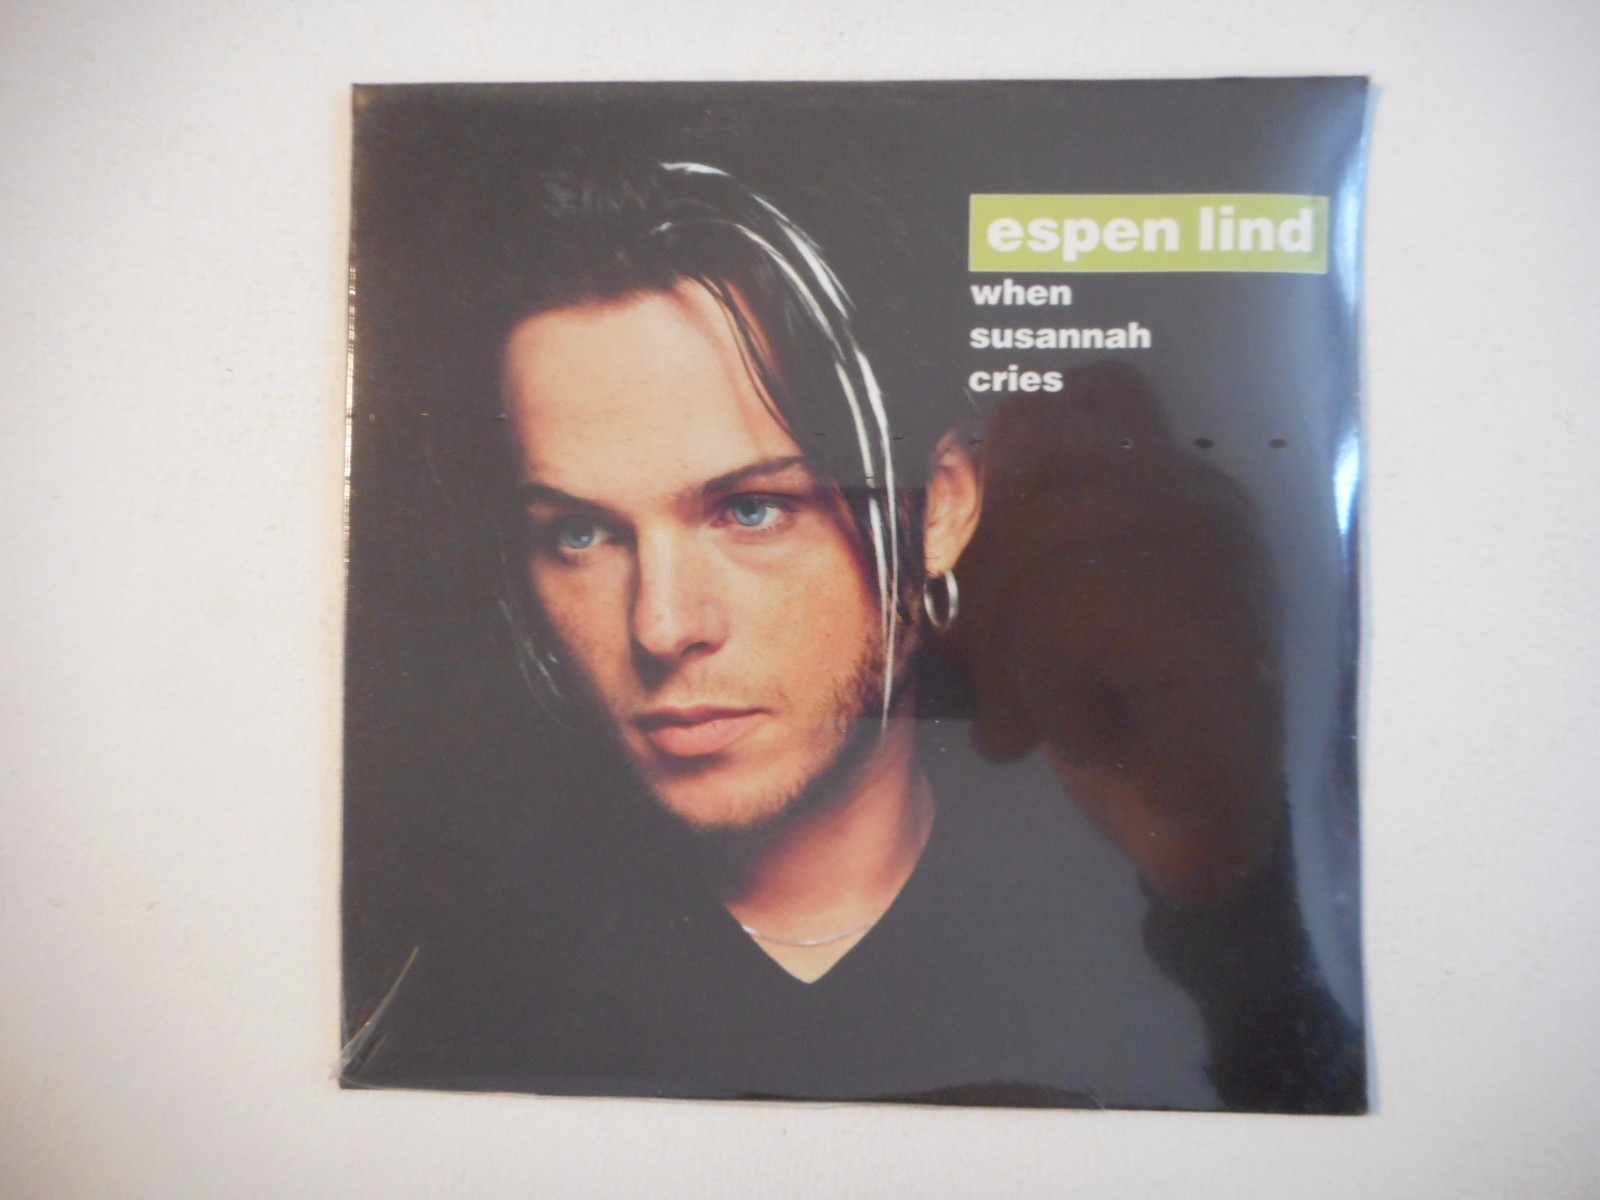 espen lind
when
susannah
cries